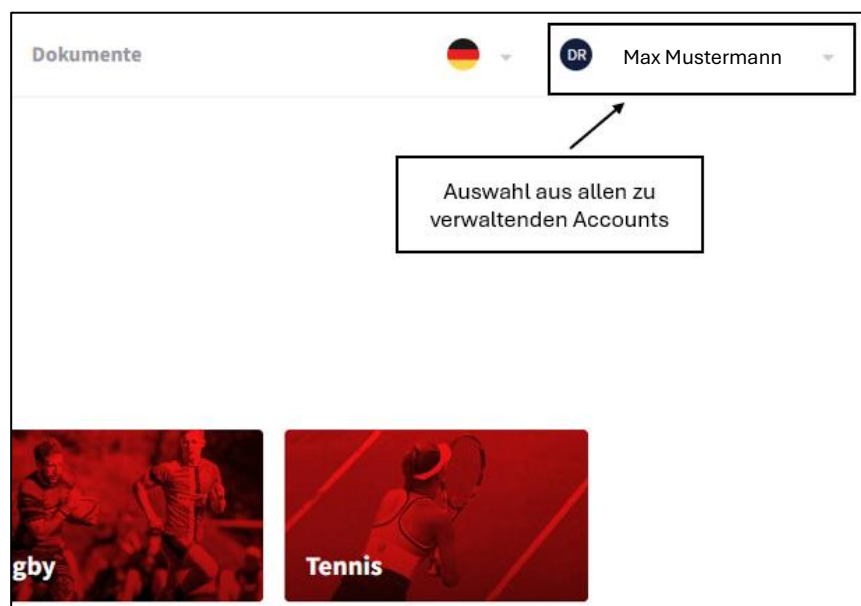 Dokumente
DR Max Mustermann
Auswahl aus allen zu
verwaltenden Accounts
gby
Tennis